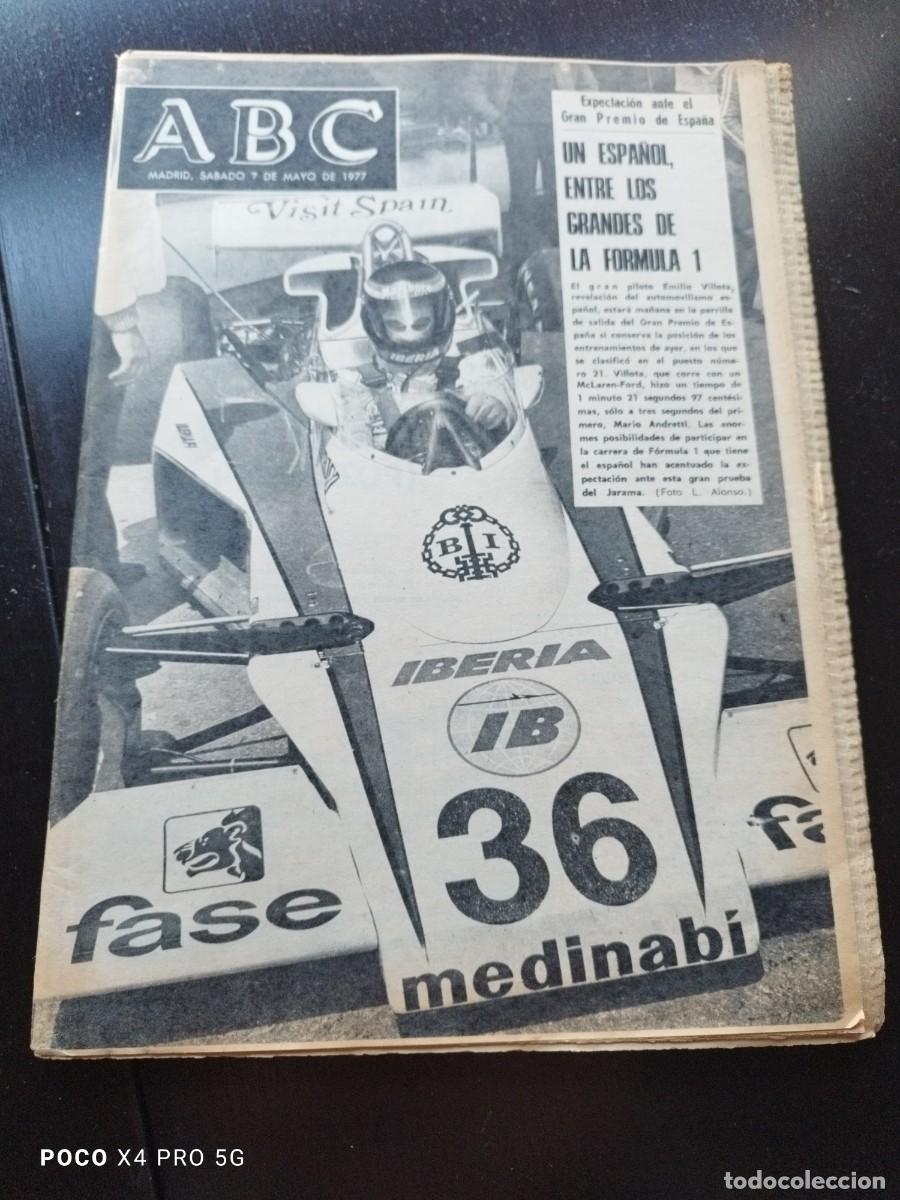 ABC
MADRID, SABADO 7 DE MAYO DE 1977
Expectación ante el
Gran Premio de España
UN ESPAÑOL,
ENTRE LOS
GRANDES DE
LA FORMULA 1
El gran piloto Emilio Villota,
revelación del automovilismo es-
pañol, estará mañana en la parrilla
de salida del Gran Premio de Es-
paña si conserva la posición de los
entrenamientos de ayer, en los que
se clasificó en el puesto núme-
ro 21. Villota, que corre con un
McLaren-Ford, hizo un tiempo de
1 minuto 21 segundos 97 centési-
mas, sólo a tres segundos del pri-
mero, Mario Andretti. Las enor-
mes posibilidades de participar en
la carrera de Fórmula 1 que tiene
el español han acentuado la ex-
pectación ante esta gran prueba
del Jarama. (Foto L. Alonso.)
Visit Spain
IBERIA
IBERIA
B I
IBERIA
IB
36
medinabí
fase
fa
POCO X4 PRO 5G
todocoleccion